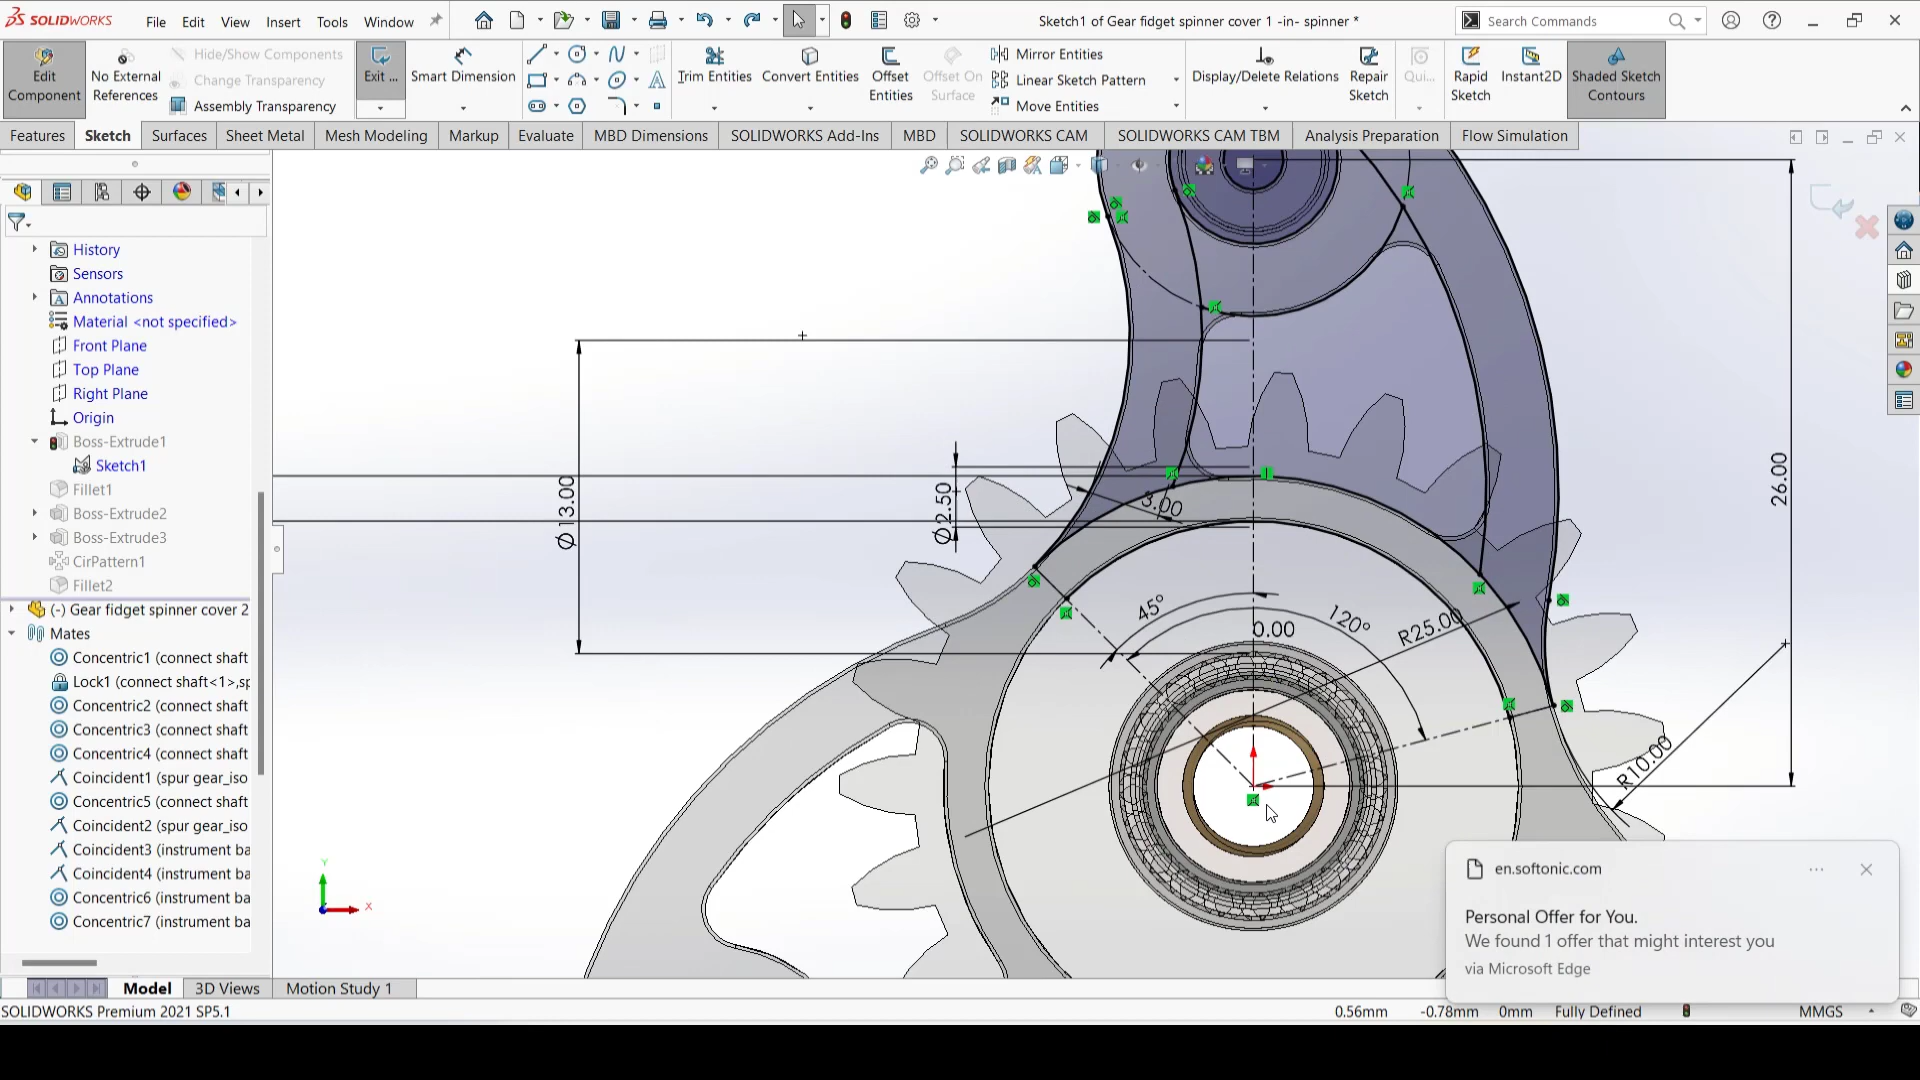 SOLIDWORKS
File Edit View Insert Tools Window
Sketch1 of Gear fidget spinner cover 1 -in- spinner *
Search Commands
Edit Component
No External References
Hide/Show Components
Change Transparency
Assembly Transparency
Exit ...
Smart Dimension
Trim Entities
Convert Entities
Offset Entities
Offset On Surface
Mirror Entities
Linear Sketch Pattern
Move Entities
Display/Delete Relations
Repair Sketch
Qui...
Rapid Sketch
Instant2D
Shaded Sketch Contours
Features Sketch Surfaces Sheet Metal Mesh Modeling Markup Evaluate MBD Dimensions SOLIDWORKS Add-Ins MBD SOLIDWORKS CAM SOLIDWORKS CAM TBM Analysis Preparation Flow Simulation
History
Sensors
Annotations
Material <not specified>
Front Plane
Top Plane
Right Plane
Origin
Boss-Extrude1
Sketch1
Fillet1
Boss-Extrude2
Boss-Extrude3
CirPattern1
Fillet2
(-) Gear fidget spinner cover 2
Mates
Concentric1 (connect shaft
Lock1 (connect shaft<1>,sp
Concentric2 (connect shaft
Concentric3 (connect shaft
Concentric4 (connect shaft
Coincident1 (spur gear_iso
Concentric5 (connect shaft
Coincident2 (spur gear_iso
Coincident3 (instrument ba
Coincident4 (instrument ba
Concentric6 (instrument ba
Concentric7 (instrument ba
Ø13.00
Ø2.50
3.00
26.00
45°
120°
0.00
R25.00
R10.00
Y
X
en.softonic.com
...
Personal Offer for You.
We found 1 offer that might interest you
via Microsoft Edge
Model 3D Views Motion Study 1
SOLIDWORKS Premium 2021 SP5.1
0.56mm -0.78mm 0mm Fully Defined MMGS